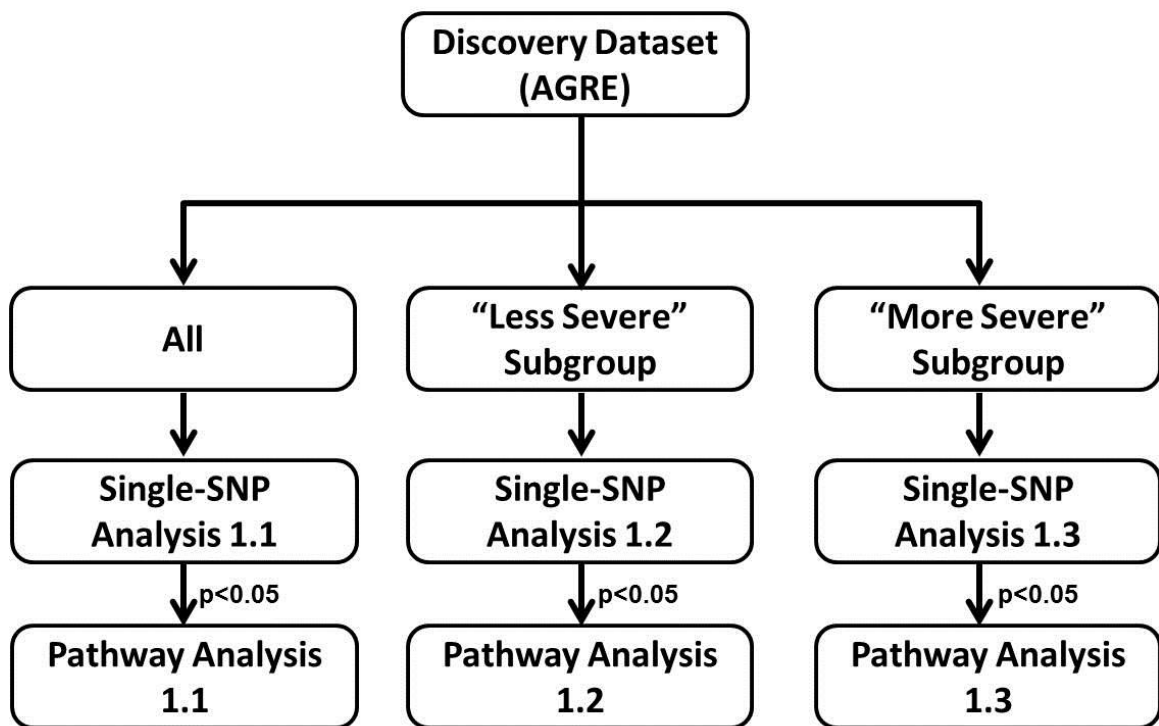 Discovery Dataset
(AGRE)
All
“Less Severe”
Subgroup
“More Severe”
Subgroup
Single-SNP
Analysis 1.1
Single-SNP
Analysis 1.2
Single-SNP
Analysis 1.3
p<0.05
p<0.05
p<0.05
Pathway Analysis
1.1
Pathway Analysis
1.2
Pathway Analysis
1.3